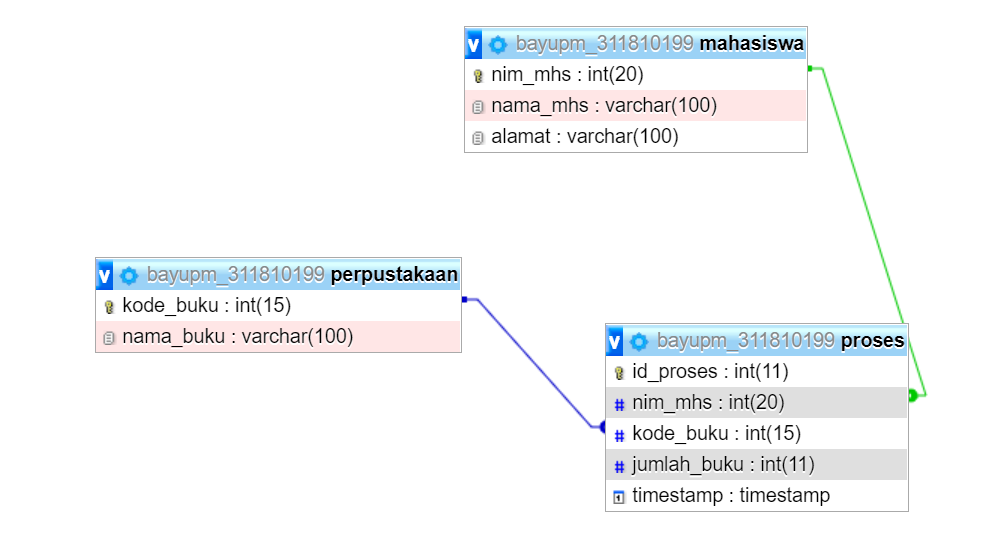 v bayupm_311810199 mahasiswa
nim_mhs : int(20)
nama_mhs : varchar(100)
alamat : varchar(100)
v bayupm_311810199 perpustakaan
kode_buku : int(15)
nama_buku : varchar(100)
v bayupm_311810199 proses
id_proses : int(11)
# nim_mhs : int(20)
# kode_buku : int(15)
# jumlah_buku : int(11)
timestamp : timestamp